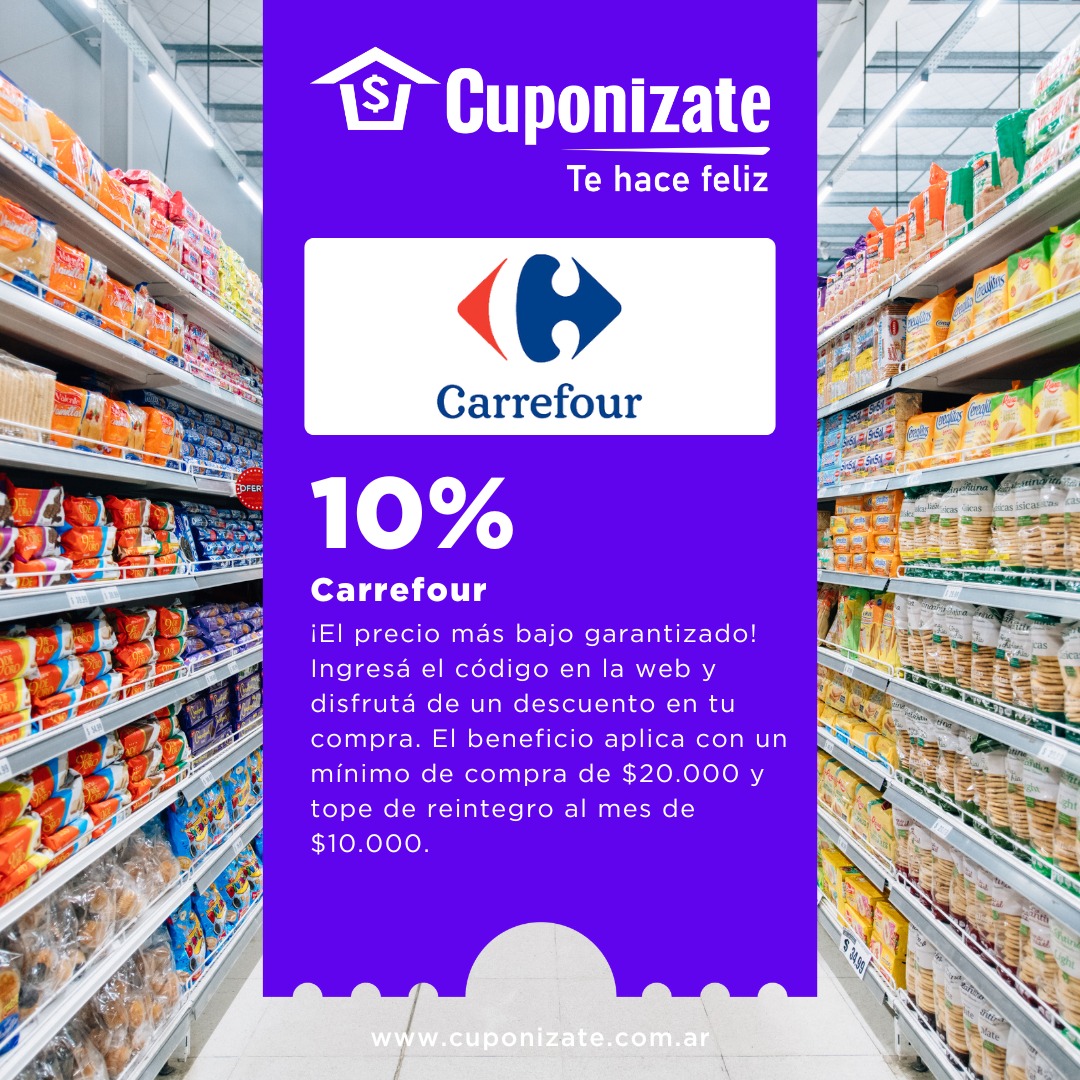 $
Cuponizate
Te hace feliz
Carrefour
10%
Carrefour
¡El precio más bajo garantizado!
Ingresá el código en la web y
disfrutá de un descuento en tu
compra. El beneficio aplica con un
mínimo de compra de $20.000 y
tope de reintegro al mes de
$10.000.
$ 34,99
www.cuponizate.com.ar